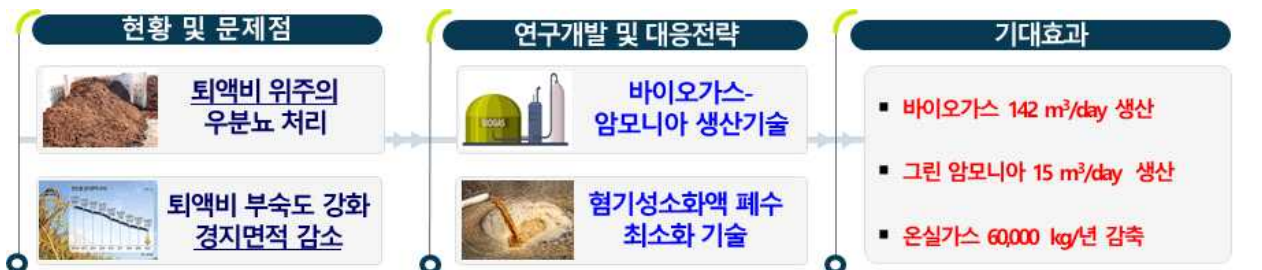 현황 및 문제점
퇴액비 위주의
우분뇨 처리
퇴액비 부숙도 강화
경지면적 감소
연구개발 및 대응전략
BIOGAS
바이오가스-
암모니아 생산기술
혐기성소화액 폐수
최소화 기술
기대효과
▪ 바이오가스 142 m³/day 생산
▪ 그린 암모니아 15 m³/day 생산
▪ 온실가스 60,000 kg/년 감축